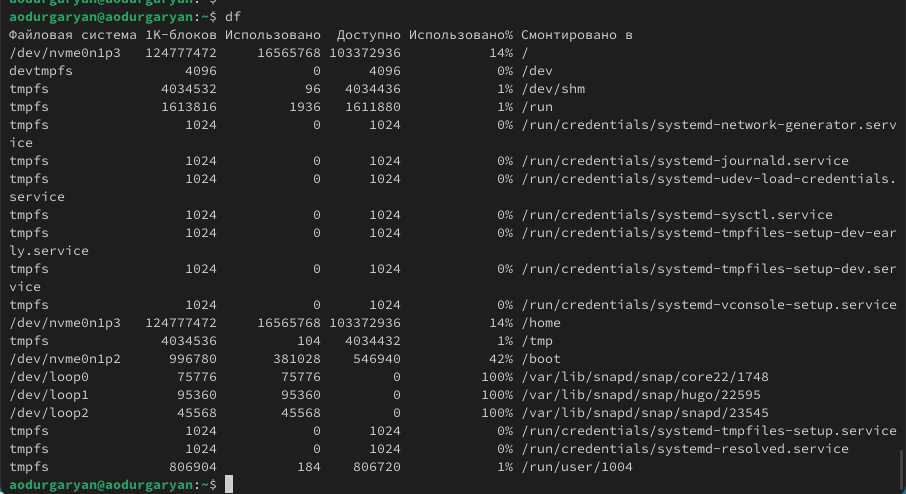 aodurgaryan@aodurgaryan:~$ df
Файловая система 1K-блоков Использовано  Доступно Использовано% Смонтировано в
/dev/nvme0n1p3   124777472     16565768 103372936           14% /
devtmpfs              4096            0      4096            0% /dev
tmpfs              4034532           96   4034436            1% /dev/shm
tmpfs              1613816         1936   1611880            1% /run
tmpfs                 1024            0      1024            0% /run/credentials/systemd-network-generator.serv
ice
tmpfs                 1024            0      1024            0% /run/credentials/systemd-journald.service
tmpfs                 1024            0      1024            0% /run/credentials/systemd-udev-load-credentials.
service
tmpfs                 1024            0      1024            0% /run/credentials/systemd-sysctl.service
tmpfs                 1024            0      1024            0% /run/credentials/systemd-tmpfiles-setup-dev-ear
ly.service
tmpfs                 1024            0      1024            0% /run/credentials/systemd-tmpfiles-setup-dev.ser
vice
tmpfs                 1024            0      1024            0% /run/credentials/systemd-vconsole-setup.service
/dev/nvme0n1p3   124777472     16565768 103372936           14% /home
tmpfs              4034536          104   4034432            1% /tmp
/dev/nvme0n1p2      996780       381028    546940           42% /boot
/dev/loop0           75776        75776         0          100% /var/lib/snapd/snap/core22/1748
/dev/loop1           95360        95360         0          100% /var/lib/snapd/snap/hugo/22595
/dev/loop2           45568        45568         0          100% /var/lib/snapd/snap/snapd/23545
tmpfs                 1024            0      1024            0% /run/credentials/systemd-tmpfiles-setup.service
tmpfs                 1024            0      1024            0% /run/credentials/systemd-resolved.service
tmpfs               806904          184    806720            1% /run/user/1004
aodurgaryan@aodurgaryan:~$